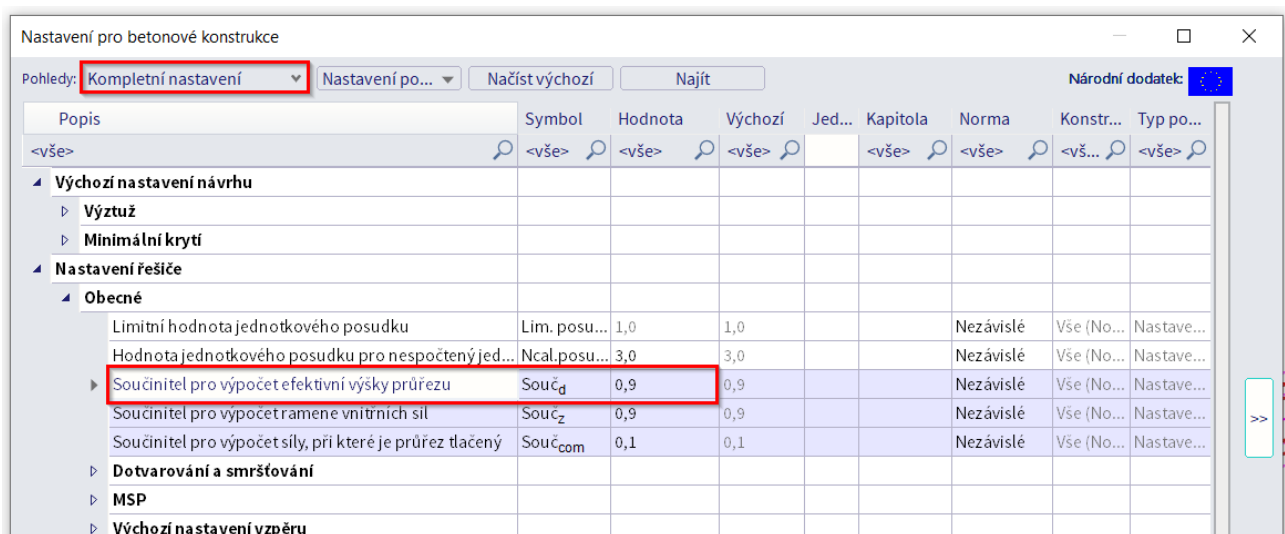 Nastavení pro betonové konstrukce
Pohledy: Kompletní nastavení Nastavení po... Načíst výchozí Najít Národní dodatek:
Popis Symbol Hodnota Výchozí Jed... Kapitola Norma Konstr... Typ po...
<vše> <vše> <vše> <vše> <vše> <vše> <vš... <vše>
Výchozí nastavení návrhu
Výztuž
Minimální krytí
Nastavení řešiče
Obecné
Limitní hodnota jednotkového posudku Lim. posu... 1,0 1,0 Nezávislé Vše (No... Nastave...
Hodnota jednotkového posudku pro nespočtený jed... Ncal.posu... 3,0 3,0 Nezávislé Vše (No... Nastave...
Součinitel pro výpočet efektivní výšky průřezu Součd 0,9 0,9 Nezávislé Vše (No... Nastave...
Součinitel pro výpočet ramene vnitřních sil Součz 0,9 0,9 Nezávislé Vše (No... Nastave...
Součinitel pro výpočet síly, při které je průřez tlačený Součcom 0,1 0,1 Nezávislé Vše (No... Nastave...
>>
Dotvarování a smršťování
MSP
Výchozí nastavení vzpěru